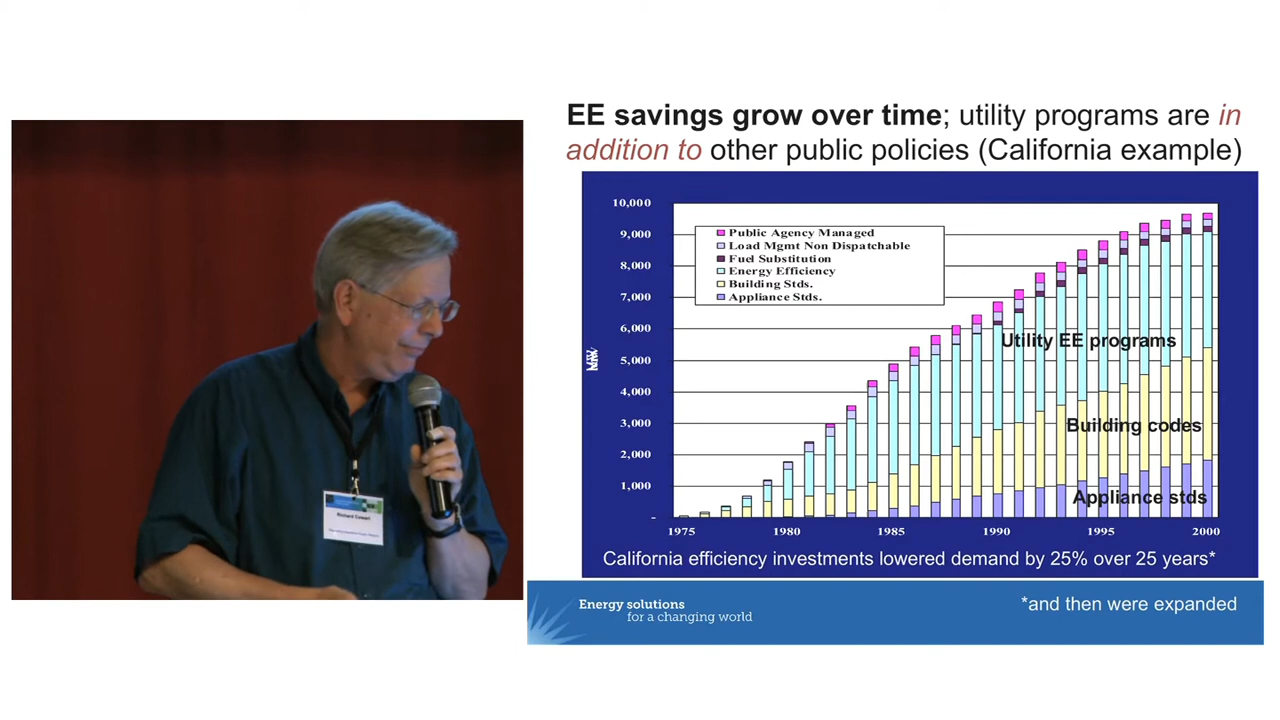 EE savings grow over time; utility programs are in
addition to other public policies (California example)
10,000
9,000
8,000
7,000
6,000
5,000
4,000
3,000
2,000
1,000
-
MW
Public Agency Managed
Load Mgmt Non Dispatchable
Fuel Substitution
Energy Efficiency
Building Stds.
Appliance Stds.
Utility EE programs
Building codes
Appliance stds
1975 1980 1985 1990 1995 2000
California efficiency investments lowered demand by 25% over 25 years*
Energy solutions
for a changing world
*and then were expanded
Richard Cowart